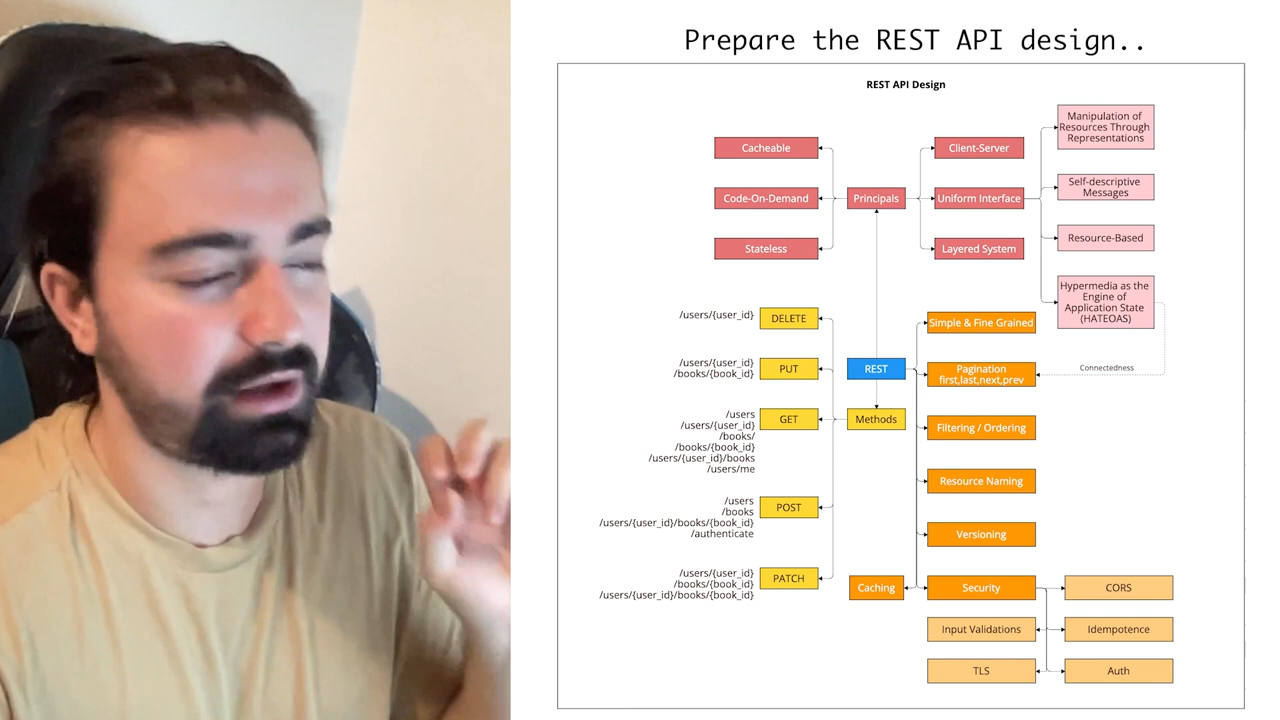 Prepare the REST API design..
REST API Design
Manipulation of
Resources Through
Representations
Cacheable
Client-Server
Self-descriptive
Messages
Code-On-Demand
Principals
Uniform Interface
Resource-Based
Stateless
Layered System
Hypermedia as the
Engine of
Application State
(HATEOAS)
/users/{user_id}
DELETE
Simple & Fine Grained
/users/{user_id}
/books/{book_id}
PUT
REST
Pagination
first,last,next,prev
Connectedness
/users
/users/{user_id}
/books/
/books/{book_id}
/users/{user_id}/books
/users/me
GET
Methods
Filtering / Ordering
Resource Naming
/users
/books
/users/{user_id}/books/{book_id}
/authenticate
POST
Versioning
/users/{user_id}
/books/{book_id}
/users/{user_id}/books/{book_id}
PATCH
Caching
Security
CORS
Input Validations
Idempotence
TLS
Auth